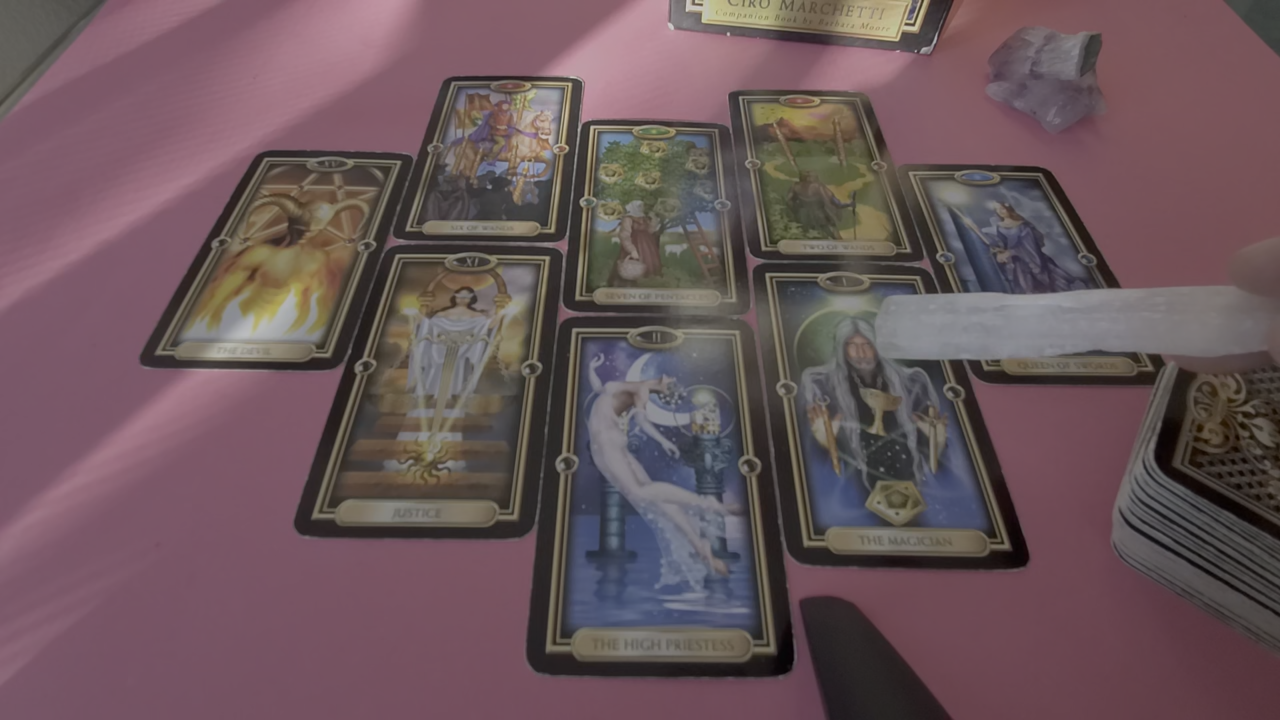 CIRO MARCHETTI
Companion Book by Barbara Moore
SIX OF WANDS
SEVEN OF PENTACLES
TWO OF WANDS
THE DEVIL
QUEEN OF SWORDS
XI
JUSTICE
I
THE MAGICIAN
II
THE HIGH PRIESTESS